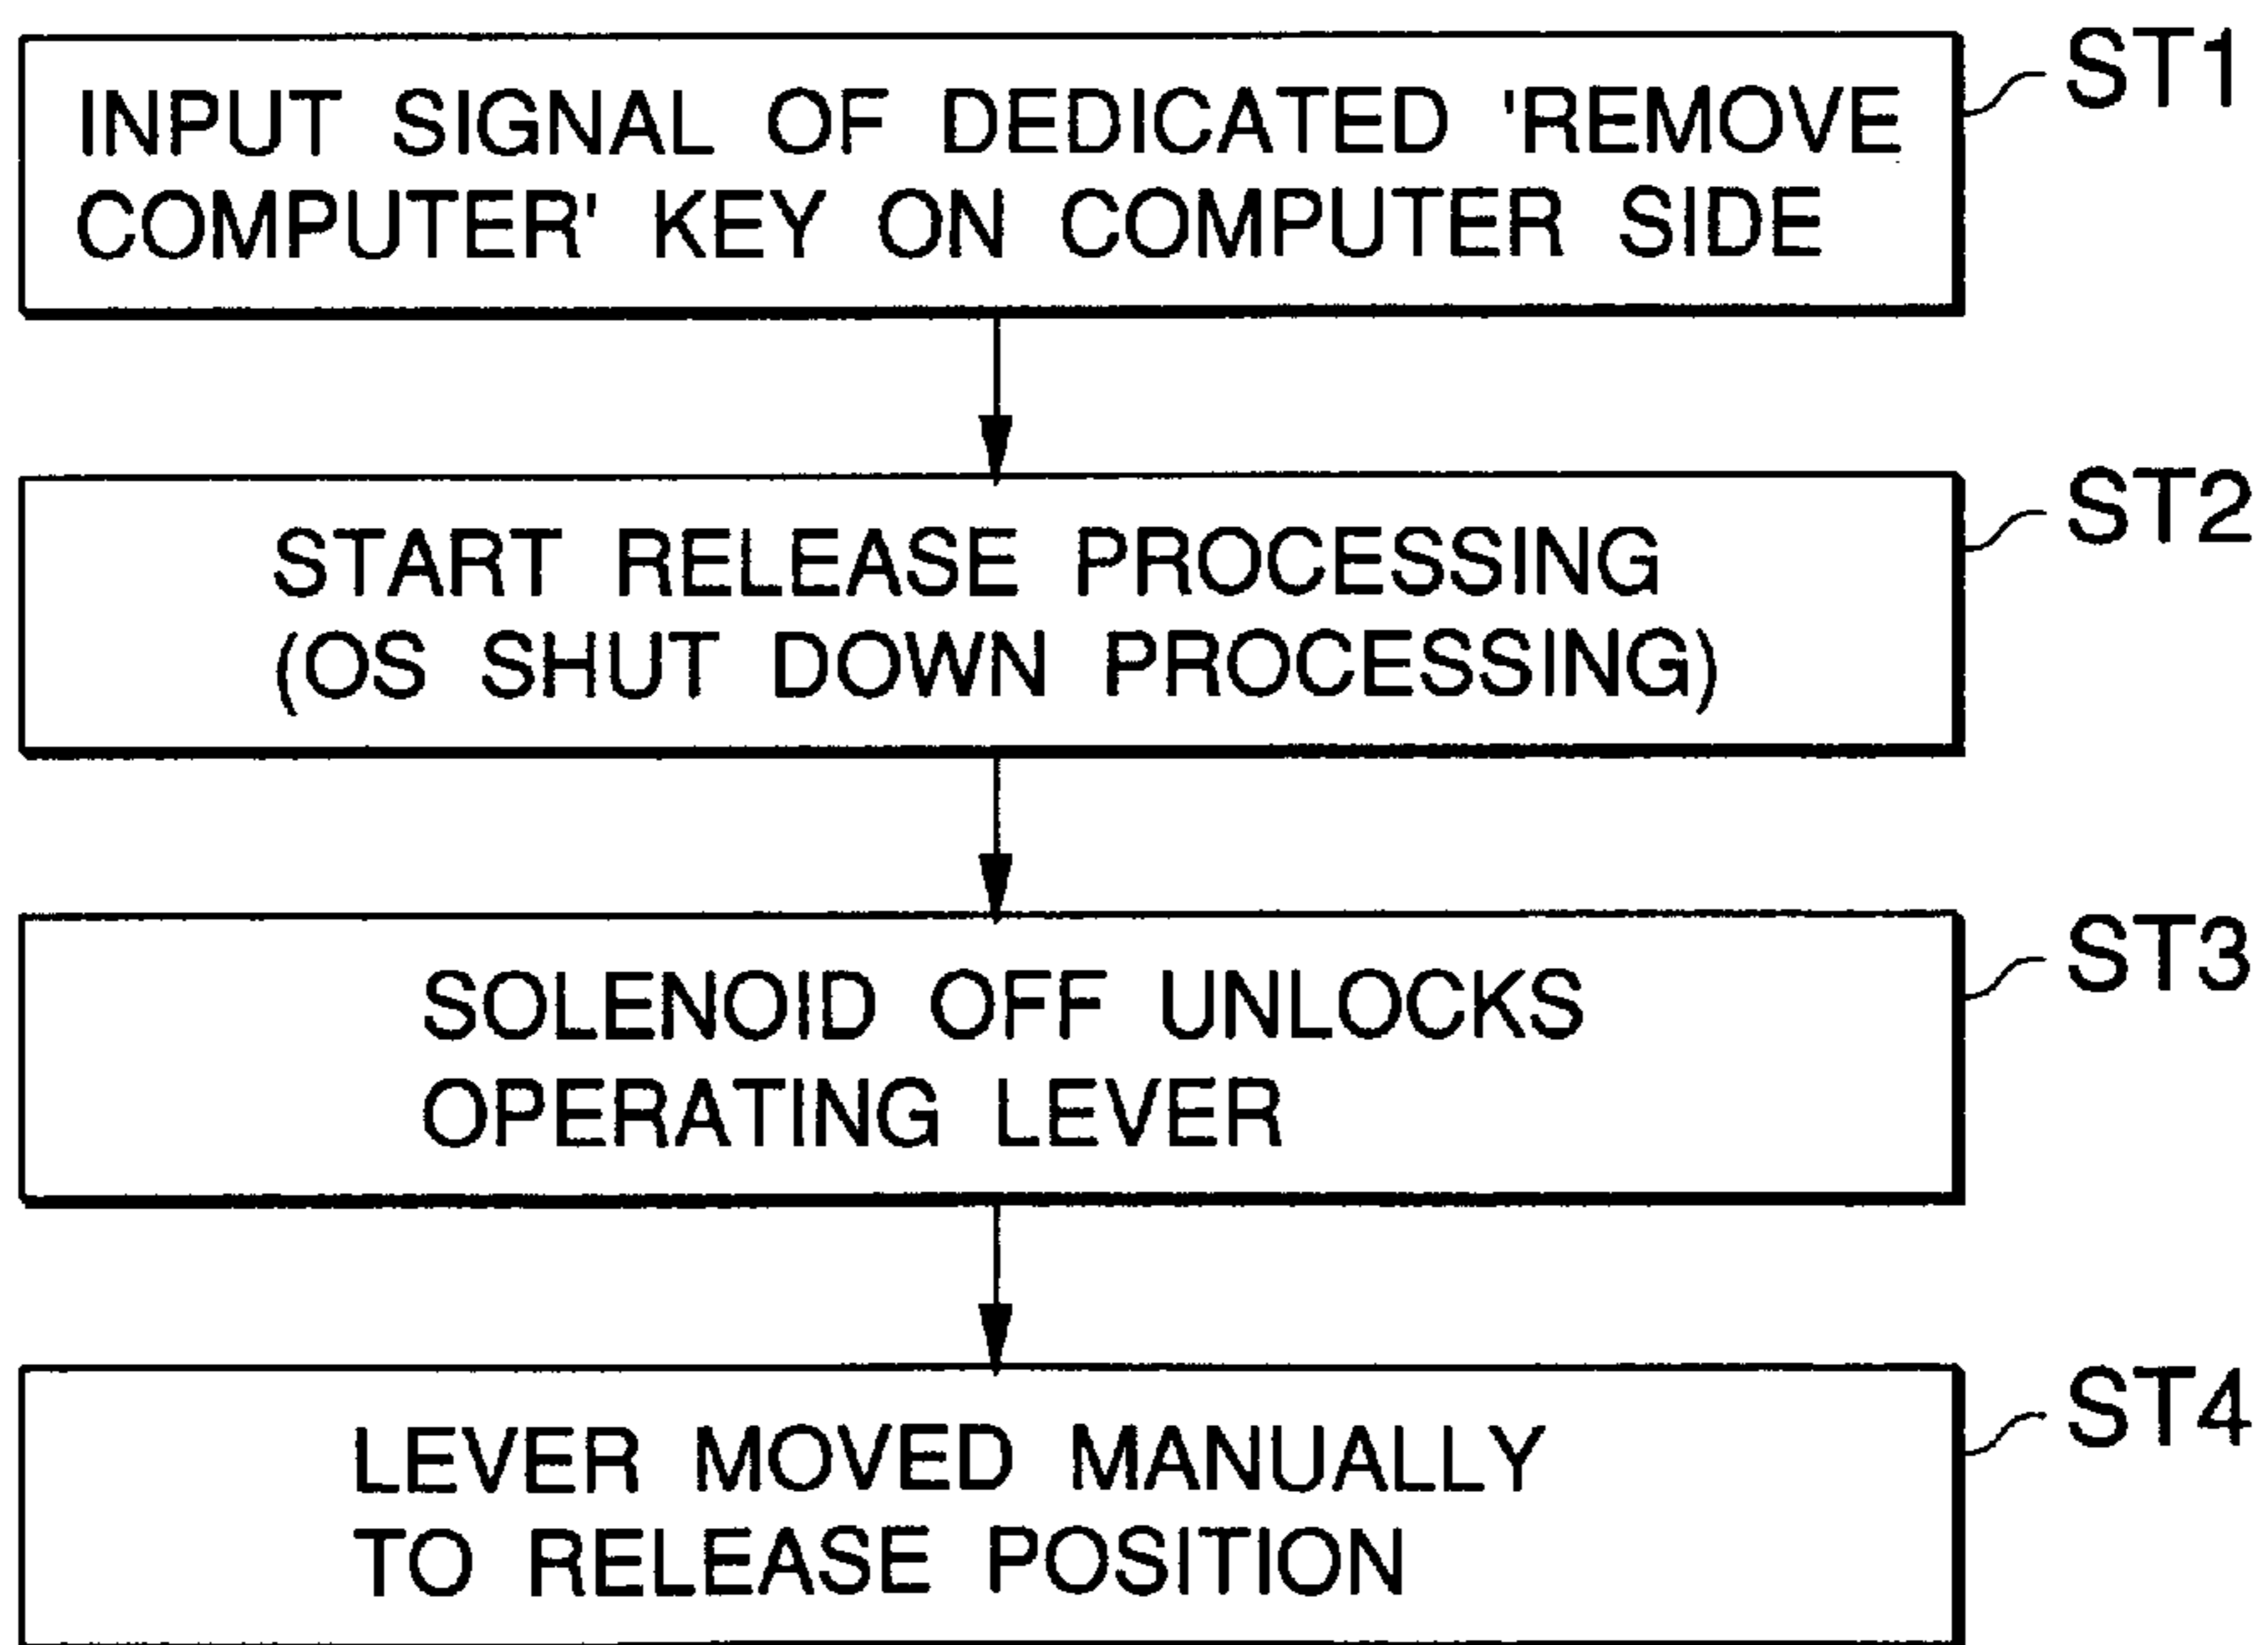 INPUT SIGNAL OF DEDICATED 'REMOVE
COMPUTER' KEY ON COMPUTER SIDE
ST1
START RELEASE PROCESSING
(OS SHUT DOWN PROCESSING)
ST2
SOLENOID OFF UNLOCKS
OPERATING LEVER
ST3
LEVER MOVED MANUALLY
TO RELEASE POSITION
ST4